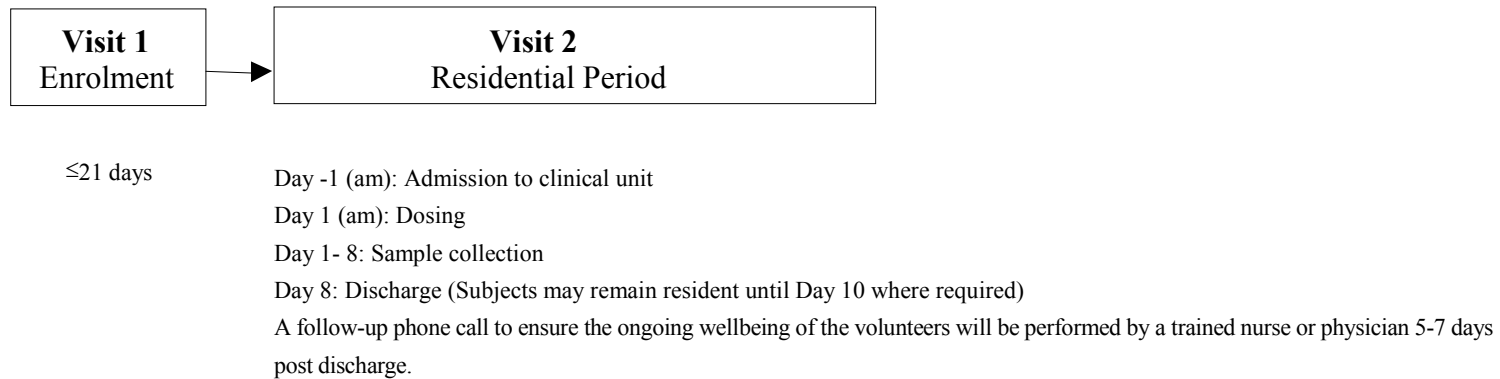 Visit 1
Enrolment
Visit 2
Residential Period
≤21 days
Day -1 (am): Admission to clinical unit
Day 1 (am): Dosing
Day 1- 8: Sample collection
Day 8: Discharge (Subjects may remain resident until Day 10 where required)
A follow-up phone call to ensure the ongoing wellbeing of the volunteers will be performed by a trained nurse or physician 5-7 days
post discharge.